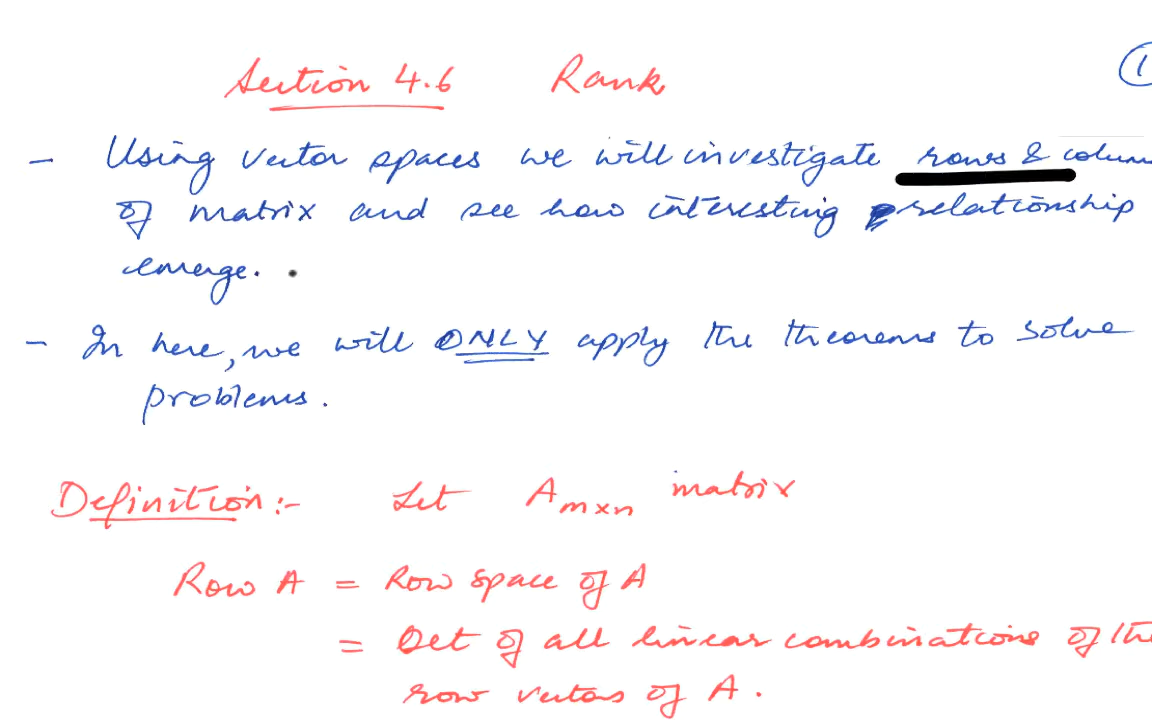 Section 4.6 Rank 1
- Using vector spaces we will investigate rows & colum
of matrix and see how interesting relationship
emerge.
- In here, we will ONLY apply the theorems to solve
problems.
Definition:- Let A m×n matrix
Row A = Row space of A
= Set of all linear combinations of the
row vectors of A.